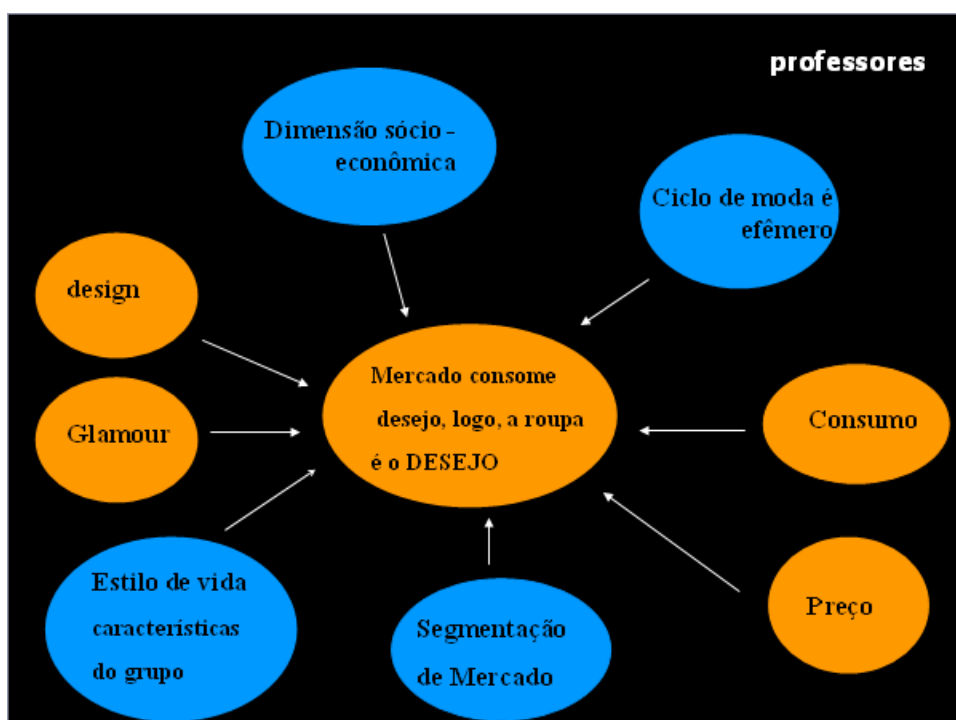 professores
Dimensão sócio -
econômica
Ciclo de moda é
efêmero
design
Mercado consome
desejo, logo, a roupa
é o DESEJO
Glamour
Consumo
Estilo de vida
características
do grupo
Segmentação
de Mercado
Preço